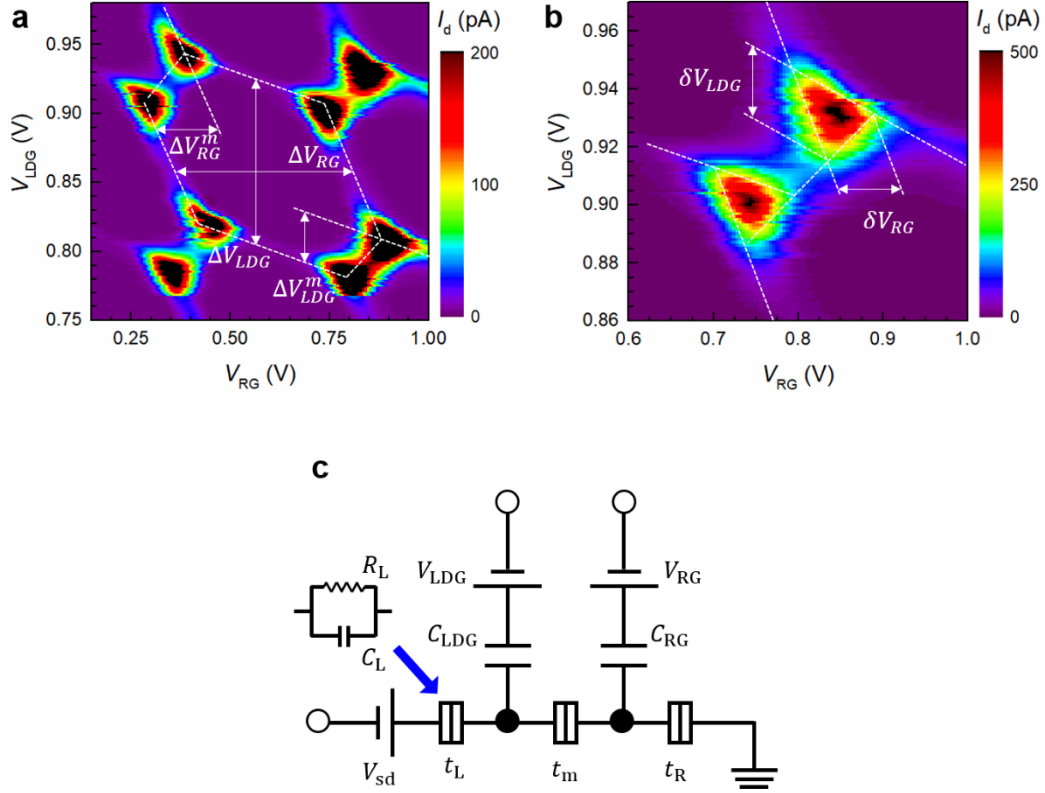 a
I_d (pA)
200
100
0
V_LDG (V)
0.95
0.90
0.85
0.80
0.75
ΔV_RG^m
ΔV_RG
ΔV_LDG
ΔV_LDG^m
0.25 0.50 0.75 1.00
V_RG (V)
b
I_d (pA)
500
250
0
V_LDG (V)
0.96
0.94
0.92
0.90
0.88
0.86
δV_LDG
δV_RG
0.6 0.7 0.8 0.9 1.0
V_RG (V)
c
R_L
C_L
V_LDG
V_RG
C_LDG
C_RG
V_sd
t_L
t_m
t_R